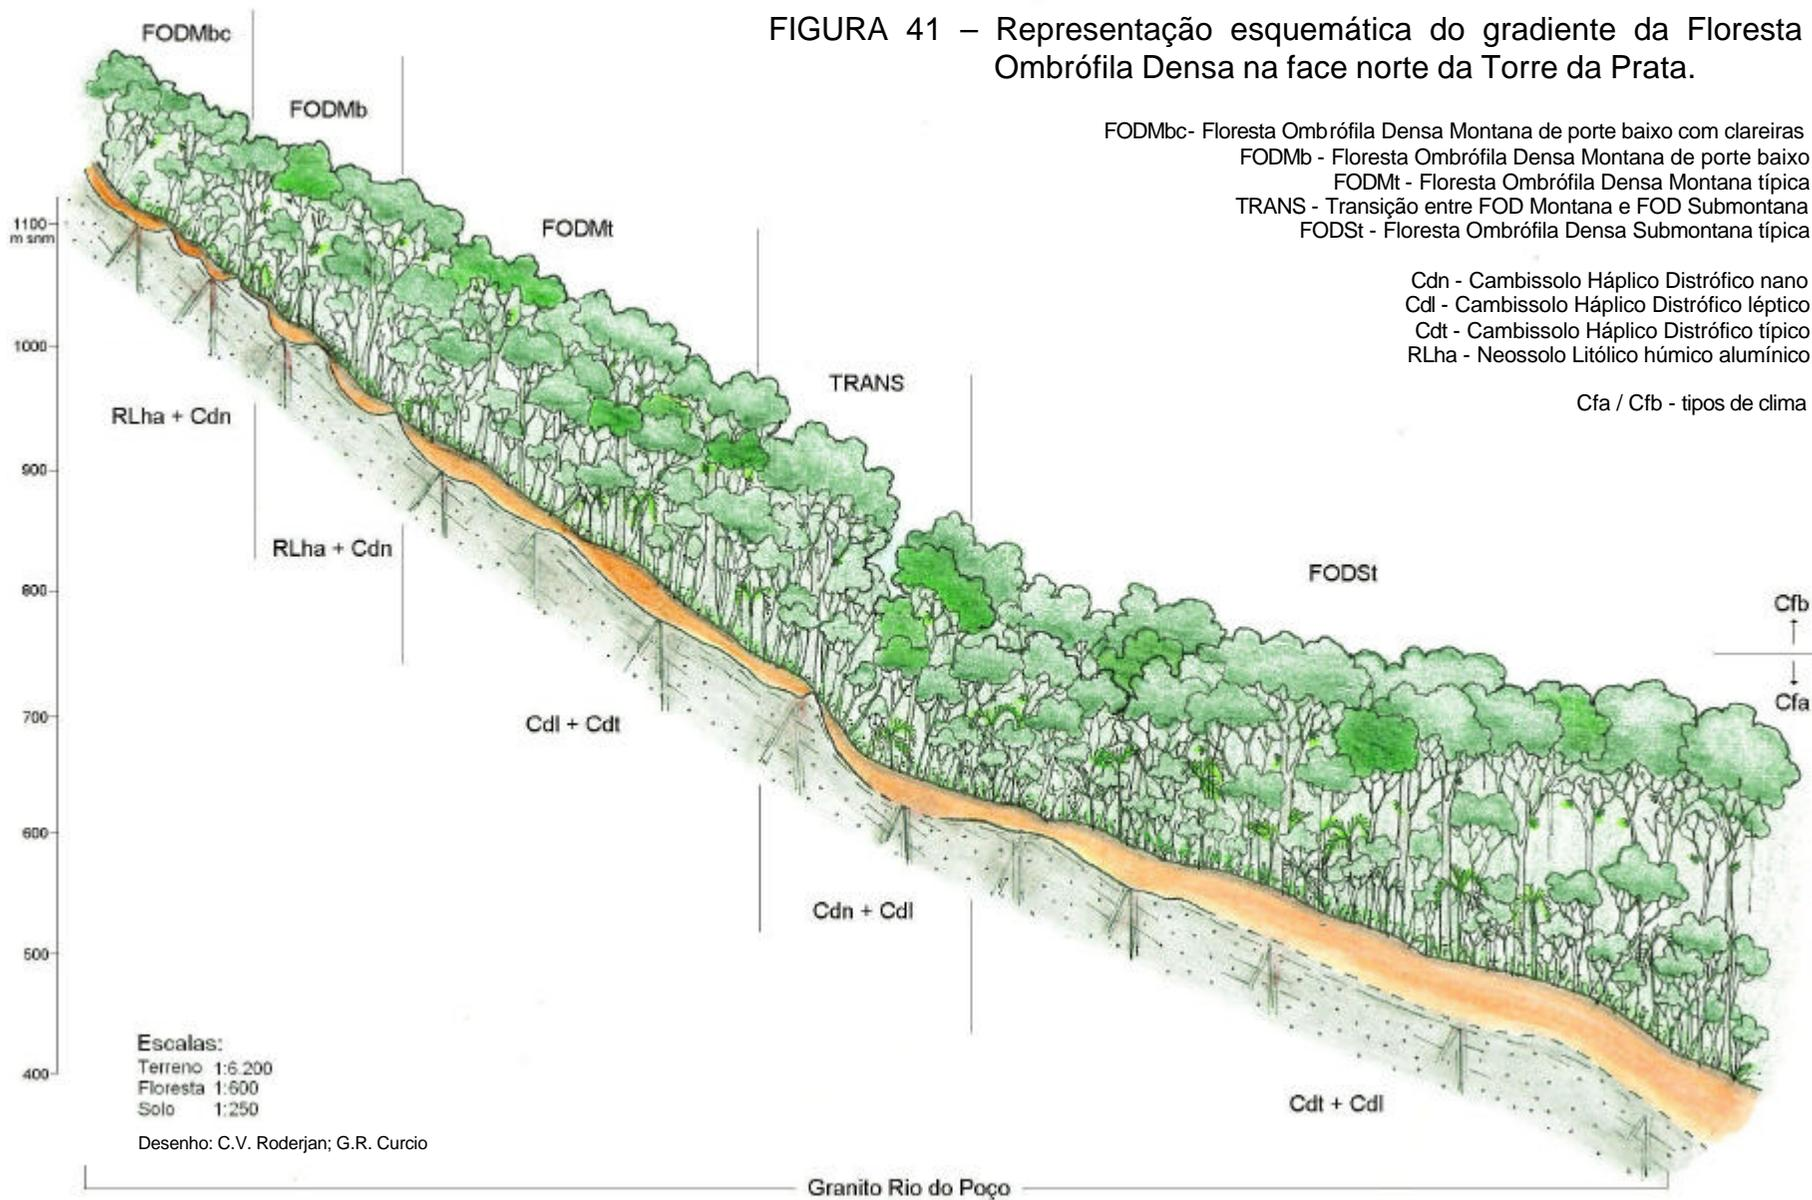 FIGURA 41 – Representação esquemática do gradiente da Floresta
Ombrófila Densa na face norte da Torre da Prata.
FODMbc- Floresta Ombrófila Densa Montana de porte baixo com clareiras
FODMb - Floresta Ombrófila Densa Montana de porte baixo
FODMt - Floresta Ombrófila Densa Montana típica
TRANS - Transição entre FOD Montana e FOD Submontana
FODSt - Floresta Ombrófila Densa Submontana típica
Cdn - Cambissolo Háplico Distrófico nano
Cdl - Cambissolo Háplico Distrófico léptico
Cdt - Cambissolo Háplico Distrófico típico
RLha - Neossolo Litólico húmico alumínico
Cfa / Cfb - tipos de clima
FODMbc
FODMb
FODMt
TRANS
FODSt
Cfb
Cfa
1100
m snm
1000
900
800
700
600
500
400
RLha + Cdn
RLha + Cdn
Cdl + Cdt
Cdn + Cdl
Cdt + Cdl
Escalas:
Terreno 1:6.200
Floresta 1:600
Solo 1:250
Desenho: C.V. Roderjan; G.R. Curcio
Granito Rio do Poço